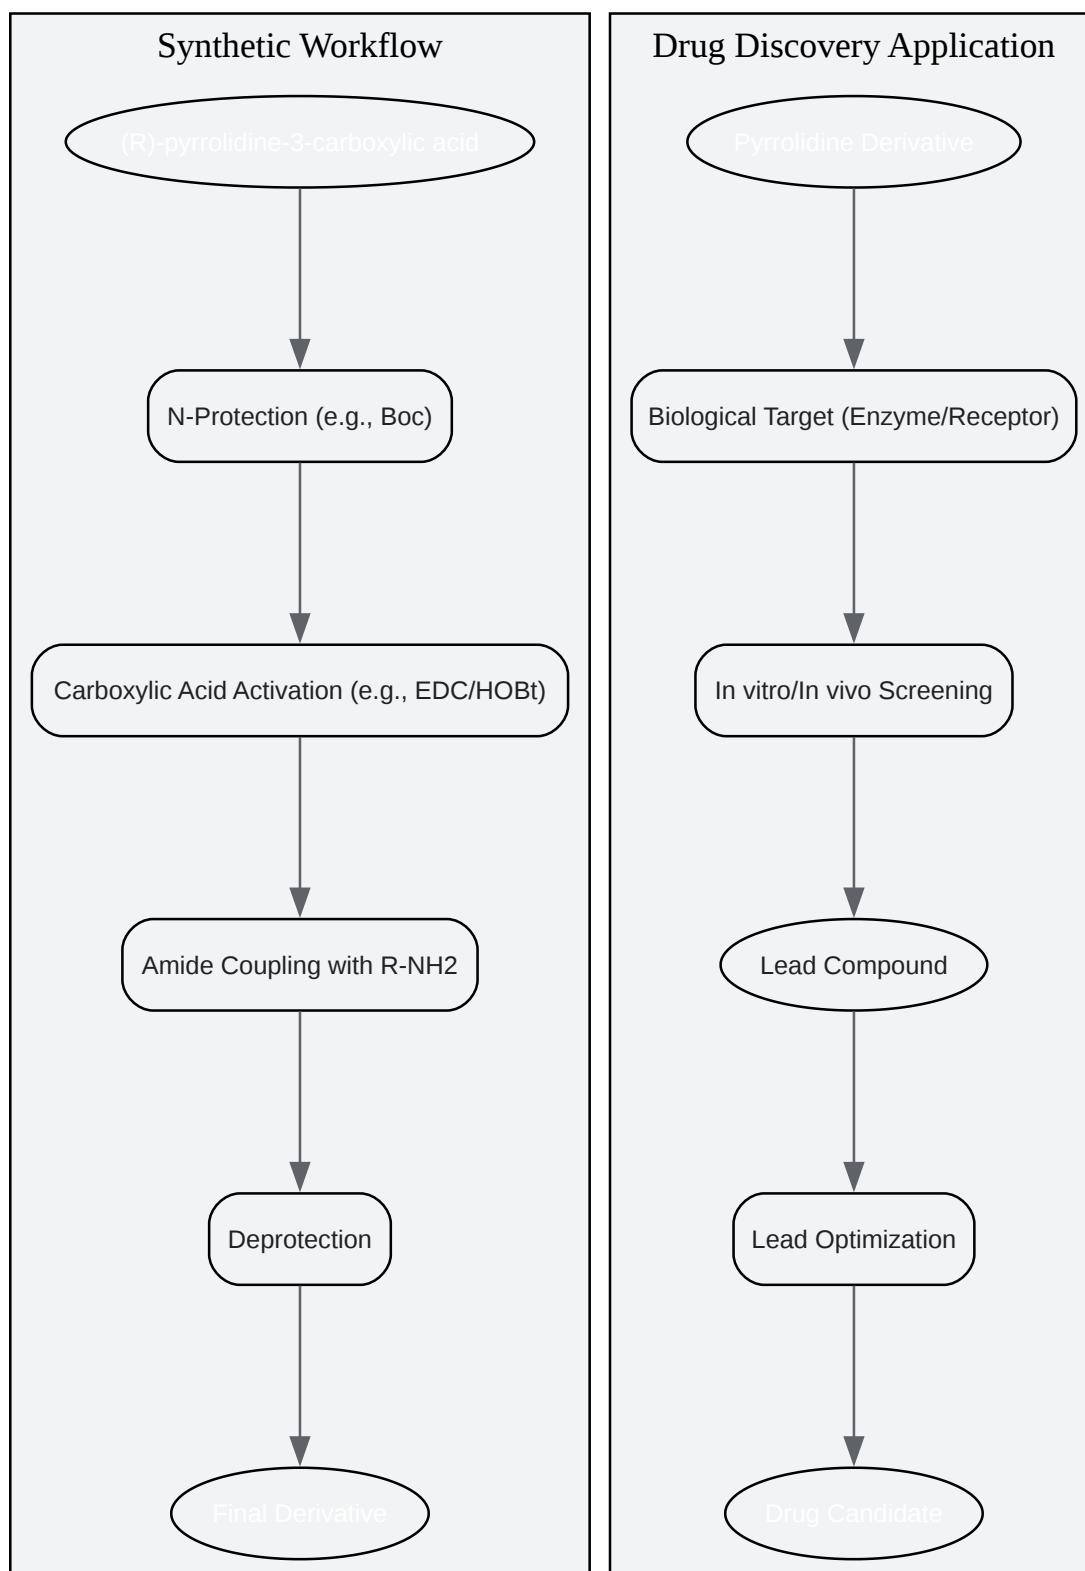 Synthetic Workflow
(R)-pyrrolidine-3-carboxylic acid
N-Protection (e.g., Boc)
Carboxylic Acid Activation (e.g., EDC/HOBt)
Amide Coupling with R-NH2
Deprotection
Final Derivative
Drug Discovery Application
Pyrrolidine Derivative
Biological Target (Enzyme/Receptor)
In vitro/In vivo Screening
Lead Compound
Lead Optimization
Drug Candidate